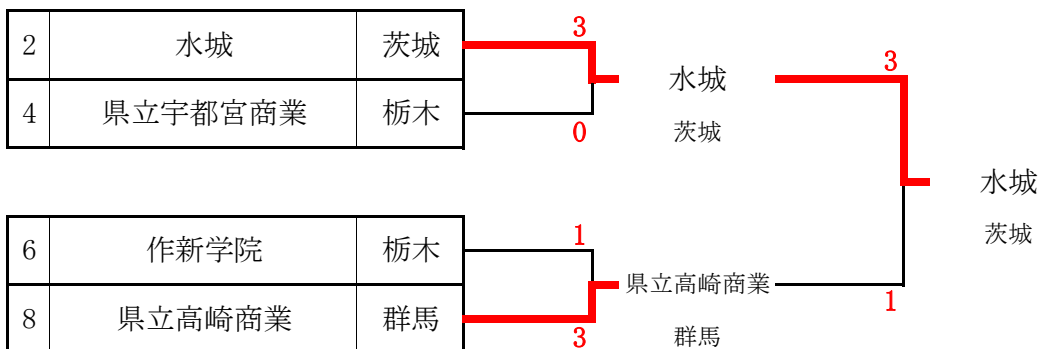 2 水城 茨城 3
4 県立宇都宮商業 栃木 0
水城 3
茨城
水城
茨城
6 作新学院 栃木 1
8 県立高崎商業 群馬 3
県立高崎商業 1
群馬